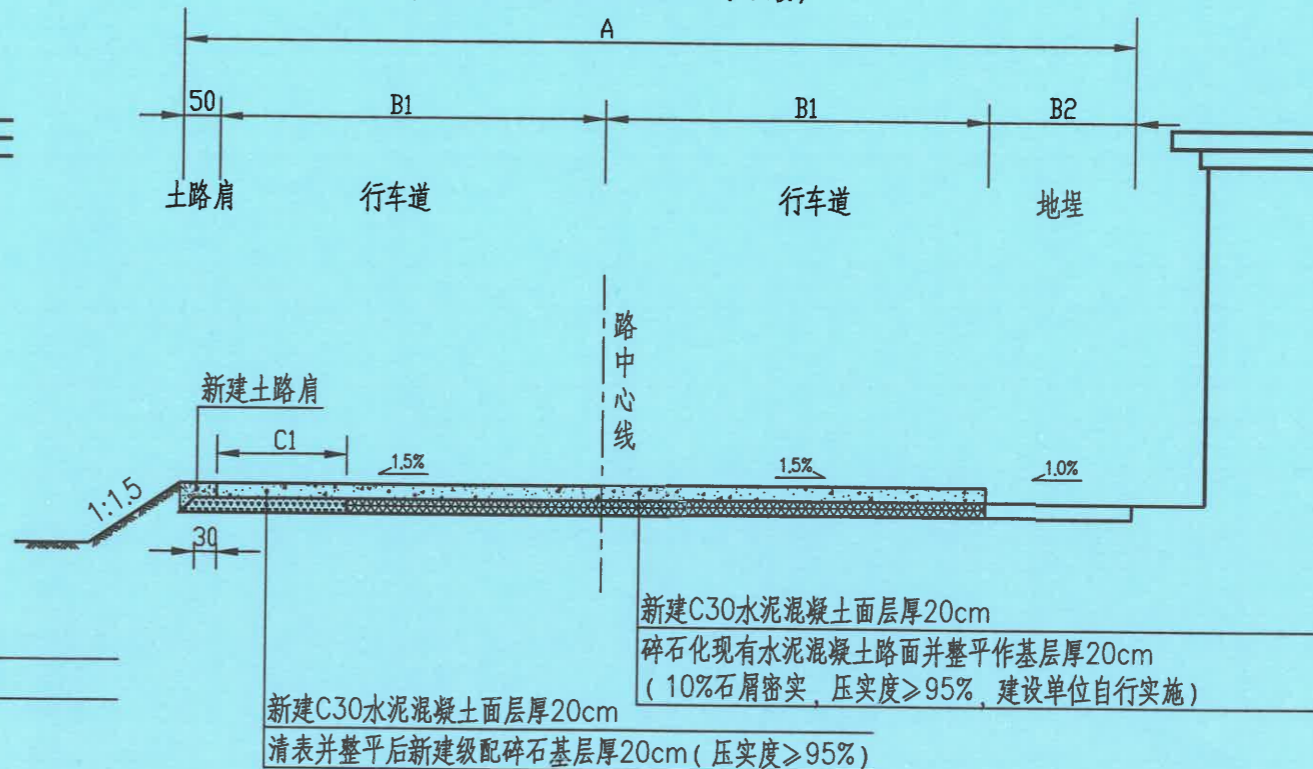 A
50
B1
B1
B2
土路肩
行车道
行车道
地埕
路中心线
新建土路肩
C1
1.5%
1.5%
1.0%
1:1.5
30
新建C30水泥混凝土面层厚20cm
碎石化现有水泥混凝土路面并整平作基层厚20cm
(10%石屑密实,压实度≥95%,建设单位自行实施)
新建C30水泥混凝土面层厚20cm
清表并整平后新建级配碎石基层厚20cm(压实度≥95%)